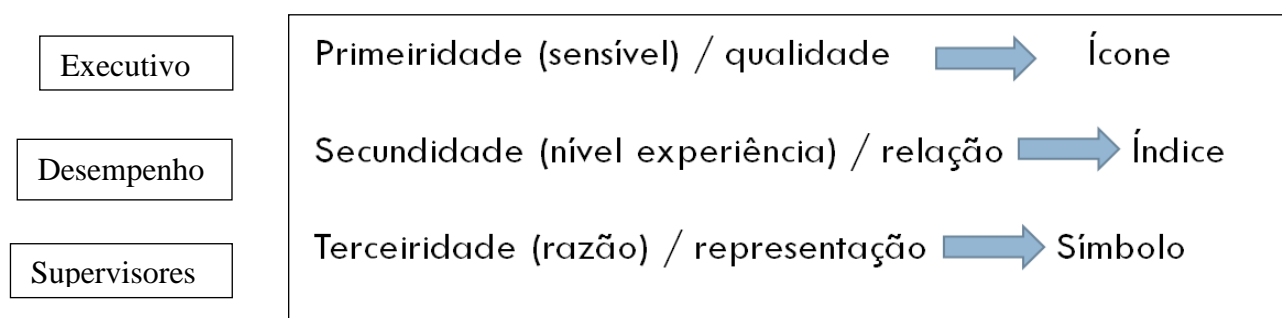 Executivo
Primeiridade (sensível) / qualidade Ícone
Desempenho
Secundidade (nível experiência) / relação Índice
Supervisores
Terceiridade (razão) / representação Símbolo